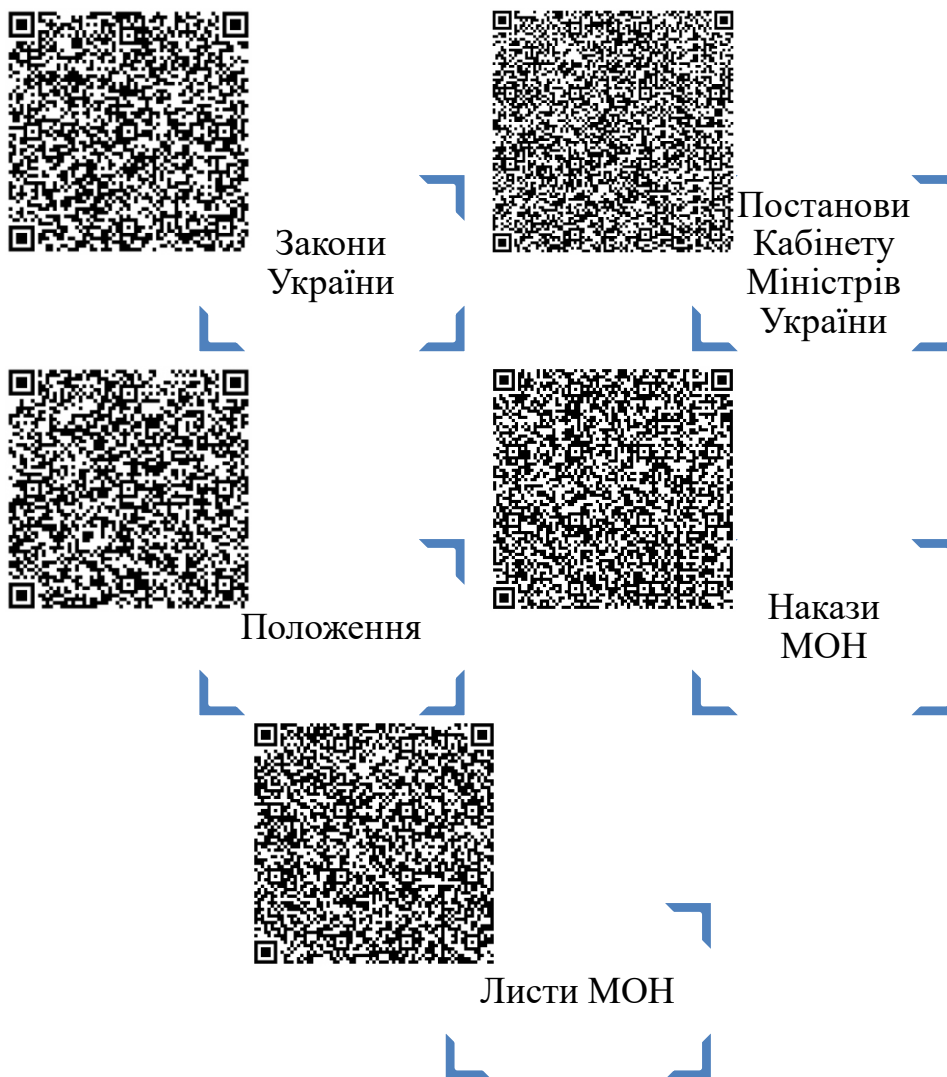 Закони
України
Постанови
Кабінету
Міністрів
України
Положення
Накази
МОН
Листи МОН